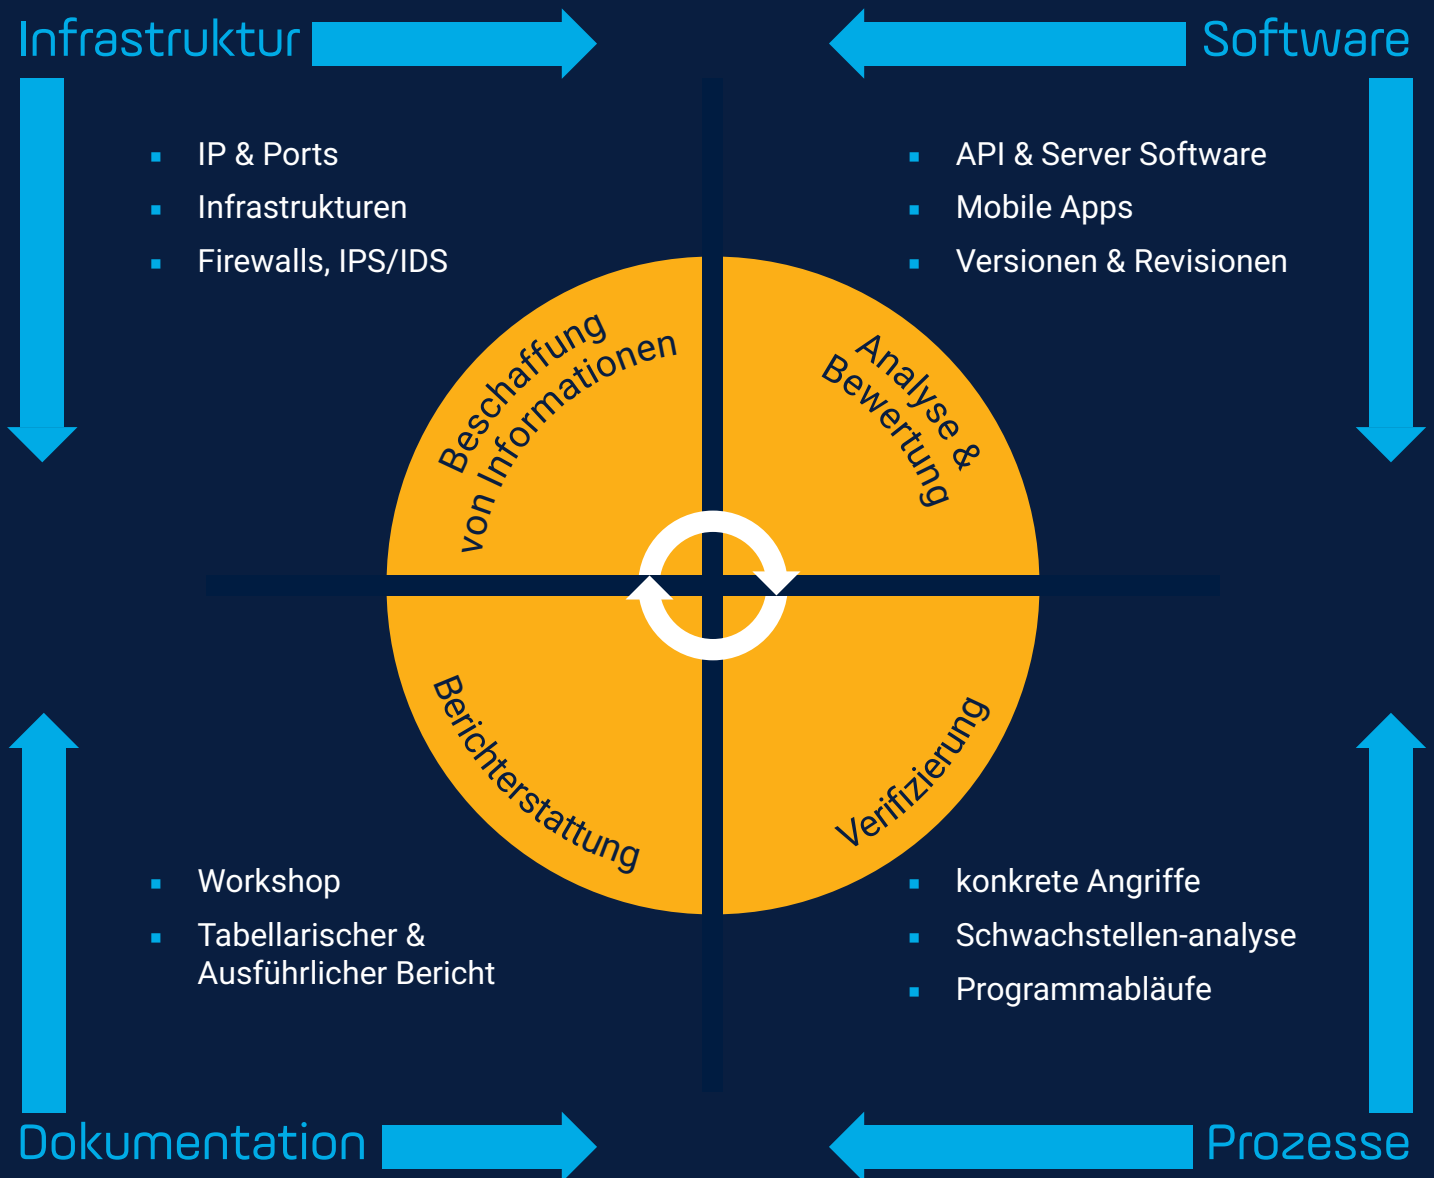 Infrastruktur
Software
IP & Ports
Infrastrukturen
Firewalls, IPS/IDS
API & Server Software
Mobile Apps
Versionen & Revisionen
Beschaffung
von Informationen
Analyse &
Bewertung
Berichterstattung
Verifizierung
Workshop
Tabellarischer &
Ausführlicher Bericht
konkrete Angriffe
Schwachstellen-analyse
Programmabläufe
Dokumentation
Prozesse